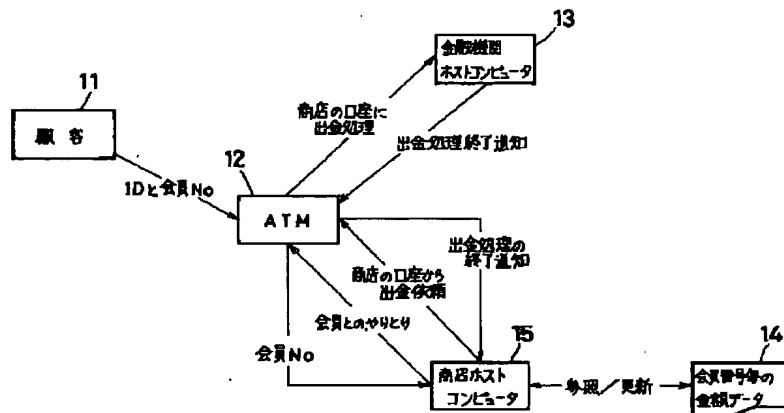 13
金融機関
ホストコンピュータ
11
顧客
商店の口座に
出金処理
出金処理終了通知
12
IDと会員No
ATM
出金処理の
終了通知
商店の口座から
出金依頼
会員とのやりとり
会員No
15
商店ホスト
コンピュータ
参照/更新
14
会員番号毎の
金額データ